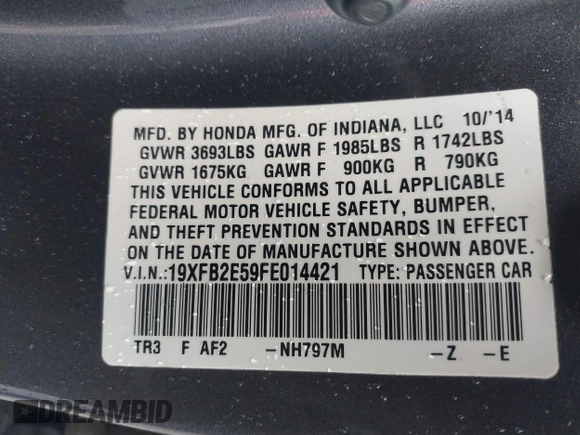 MFD. BY HONDA MFG. OF INDIANA, LLC 10/'14
GVWR 3693LBS GAWR F 1985LBS R 1742LBS
GVWR 1675KG GAWR F 900KG R 790KG
THIS VEHICLE CONFORMS TO ALL APPLICABLE
FEDERAL MOTOR VEHICLE SAFETY, BUMPER,
AND THEFT PREVENTION STANDARDS IN EFFECT
ON THE DATE OF MANUFACTURE SHOWN ABOVE.
V.I.N.:19XFB2E59FE014421 TYPE: PASSENGER CAR
TR3 F AF2 -NH797M -Z -E
DREAMBID